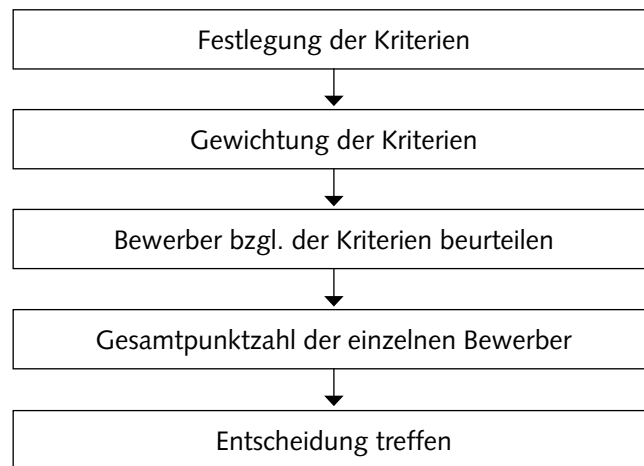 Festlegung der Kriterien
Gewichtung der Kriterien
Bewerber bzgl. der Kriterien beurteilen
Gesamtpunktzahl der einzelnen Bewerber
Entscheidung treffen